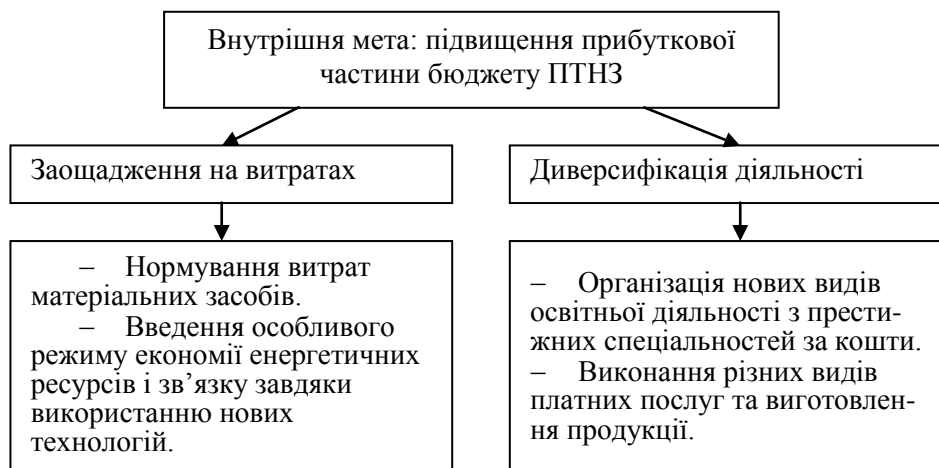 Внутрішня мета: підвищення прибуткової
частини бюджету ПТНЗ
Заощадження на витратах
Диверсифікація діяльності
– Нормування витрат
матеріальних засобів.
– Введення особливого
режиму економії енергетичних
ресурсів і зв’язку завдяки
використанню нових
технологій.
– Організація нових видів
освітньої діяльності з прести-
жних спеціальностей за кошти.
– Виконання різних видів
платних послуг та виготовлен-
ня продукції.